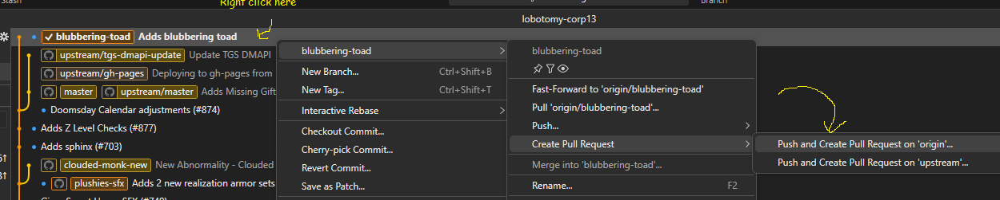 Stash
Right click here
Branch
lobotomy-corp13
blubbering-toad Adds blubbering toad
upstream/tgs-dmapi-update Update TGS DMAPI
upstream/gh-pages Deploying to gh-pages from
master upstream/master Adds Missing Gift
Doomsday Calendar adjustments (#874)
Adds Z Level Checks (#877)
Adds sphinx (#703)
clouded-monk-new New Abnormality - Clouded
plushies-sfx Adds 2 new realization armor sets
blubbering-toad
New Branch... Ctrl+Shift+B
New Tag... Ctrl+Shift+T
Interactive Rebase
Checkout Commit...
Cherry-pick Commit...
Revert Commit...
Save as Patch...
blubbering-toad
Fast-Forward to 'origin/blubbering-toad'
Pull 'origin/blubbering-toad'...
Push...
Create Pull Request
Merge into 'blubbering-toad'...
Rename... F2
Push and Create Pull Request on 'origin'...
Push and Create Pull Request on 'upstream'...